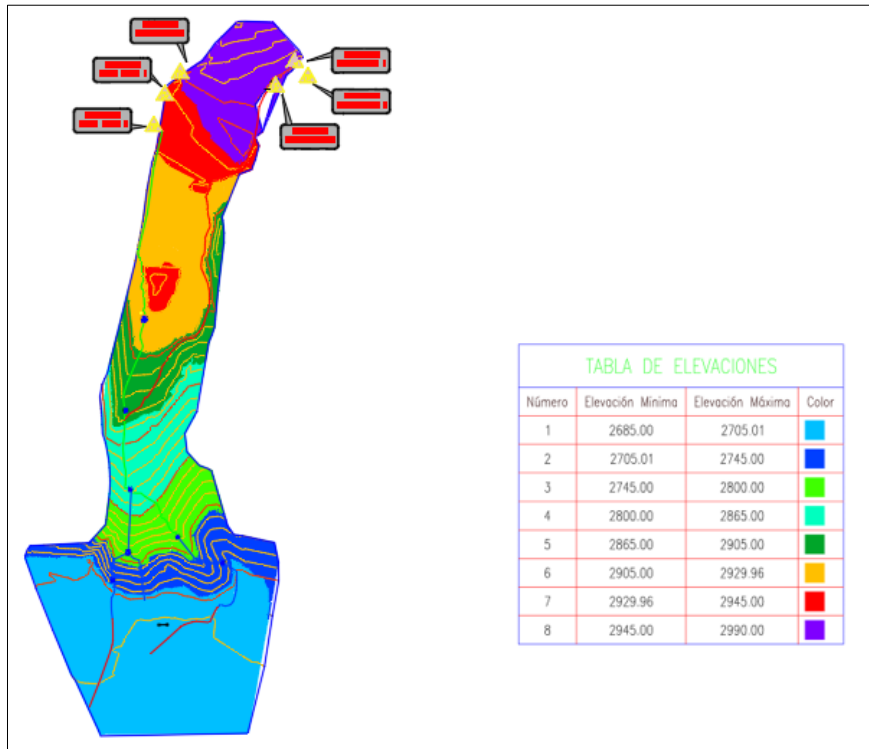 TABLA DE ELEVACIONES
Número Elevación Mínima Elevación Máxima Color
1 2685.00 2705.01
2 2705.01 2745.00
3 2745.00 2800.00
4 2800.00 2865.00
5 2865.00 2905.00
6 2905.00 2929.96
7 2929.96 2945.00
8 2945.00 2990.00